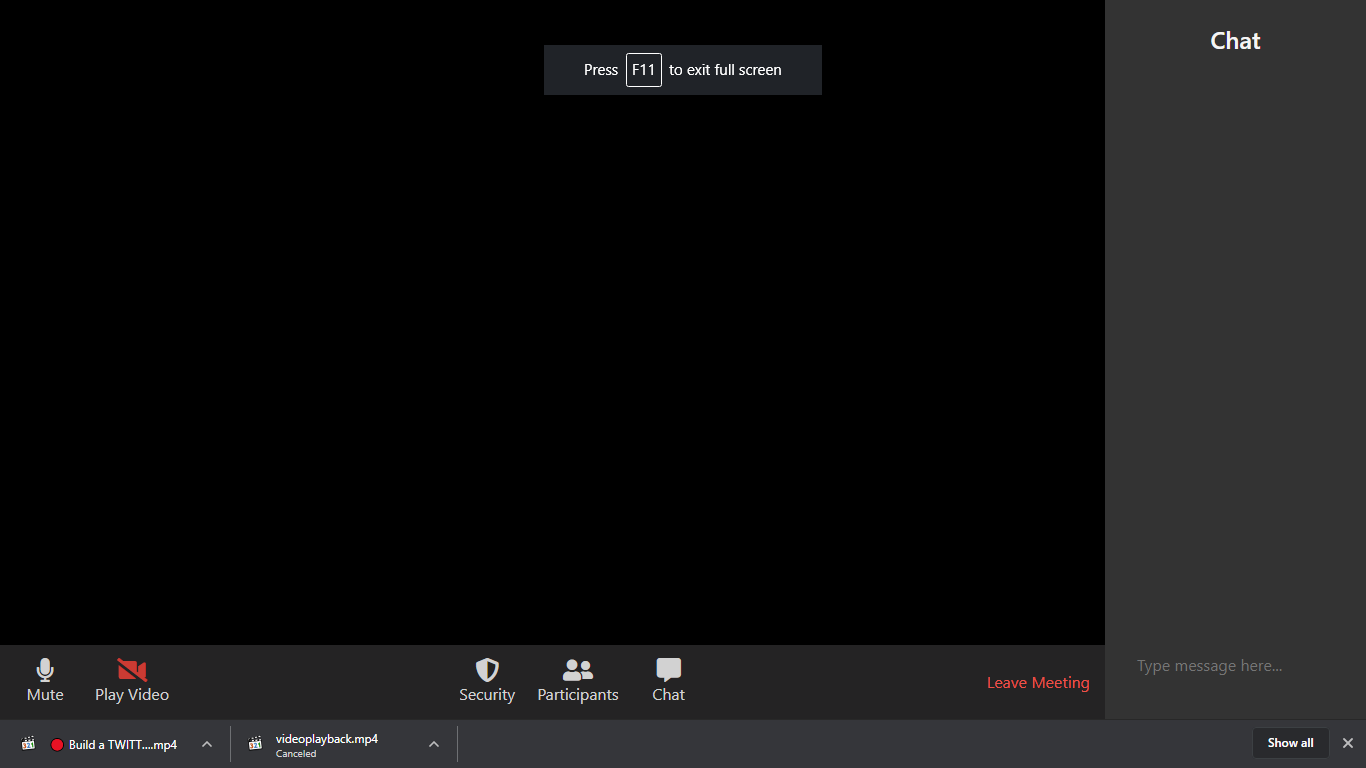 Chat
Press F11 to exit full screen
Type message here...
Mute
Play Video
Security
Participants
Chat
Leave Meeting
Build a TWITT....mp4
videoplayback.mp4
Canceled
Show all